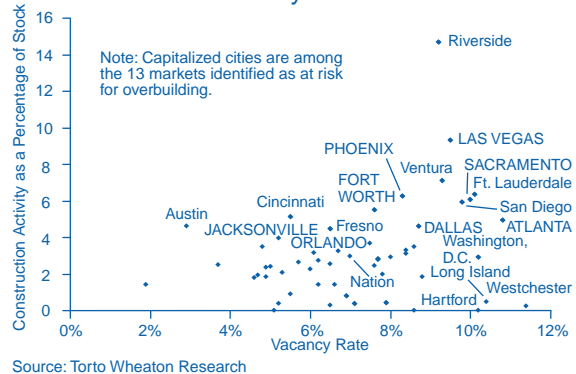 Construction Activity as a Percentage of Stock
16
14
12
10
8
6
4
2
0
Note: Capitalized cities are among
the 13 markets identified as at risk
for overbuilding.
Riverside
LAS VEGAS
PHOENIX
SACRAMENTO
Ventura
Ft. Lauderdale
FORT
WORTH
San Diego
Cincinnati
Austin
ATLANTA
JACKSONVILLE
Fresno
DALLAS
ORLANDO
Washington,
D.C.
Long Island
Nation
Westchester
Hartford
0%
2%
4%
6%
8%
10%
12%
Vacancy Rate
Source: Torto Wheaton Research